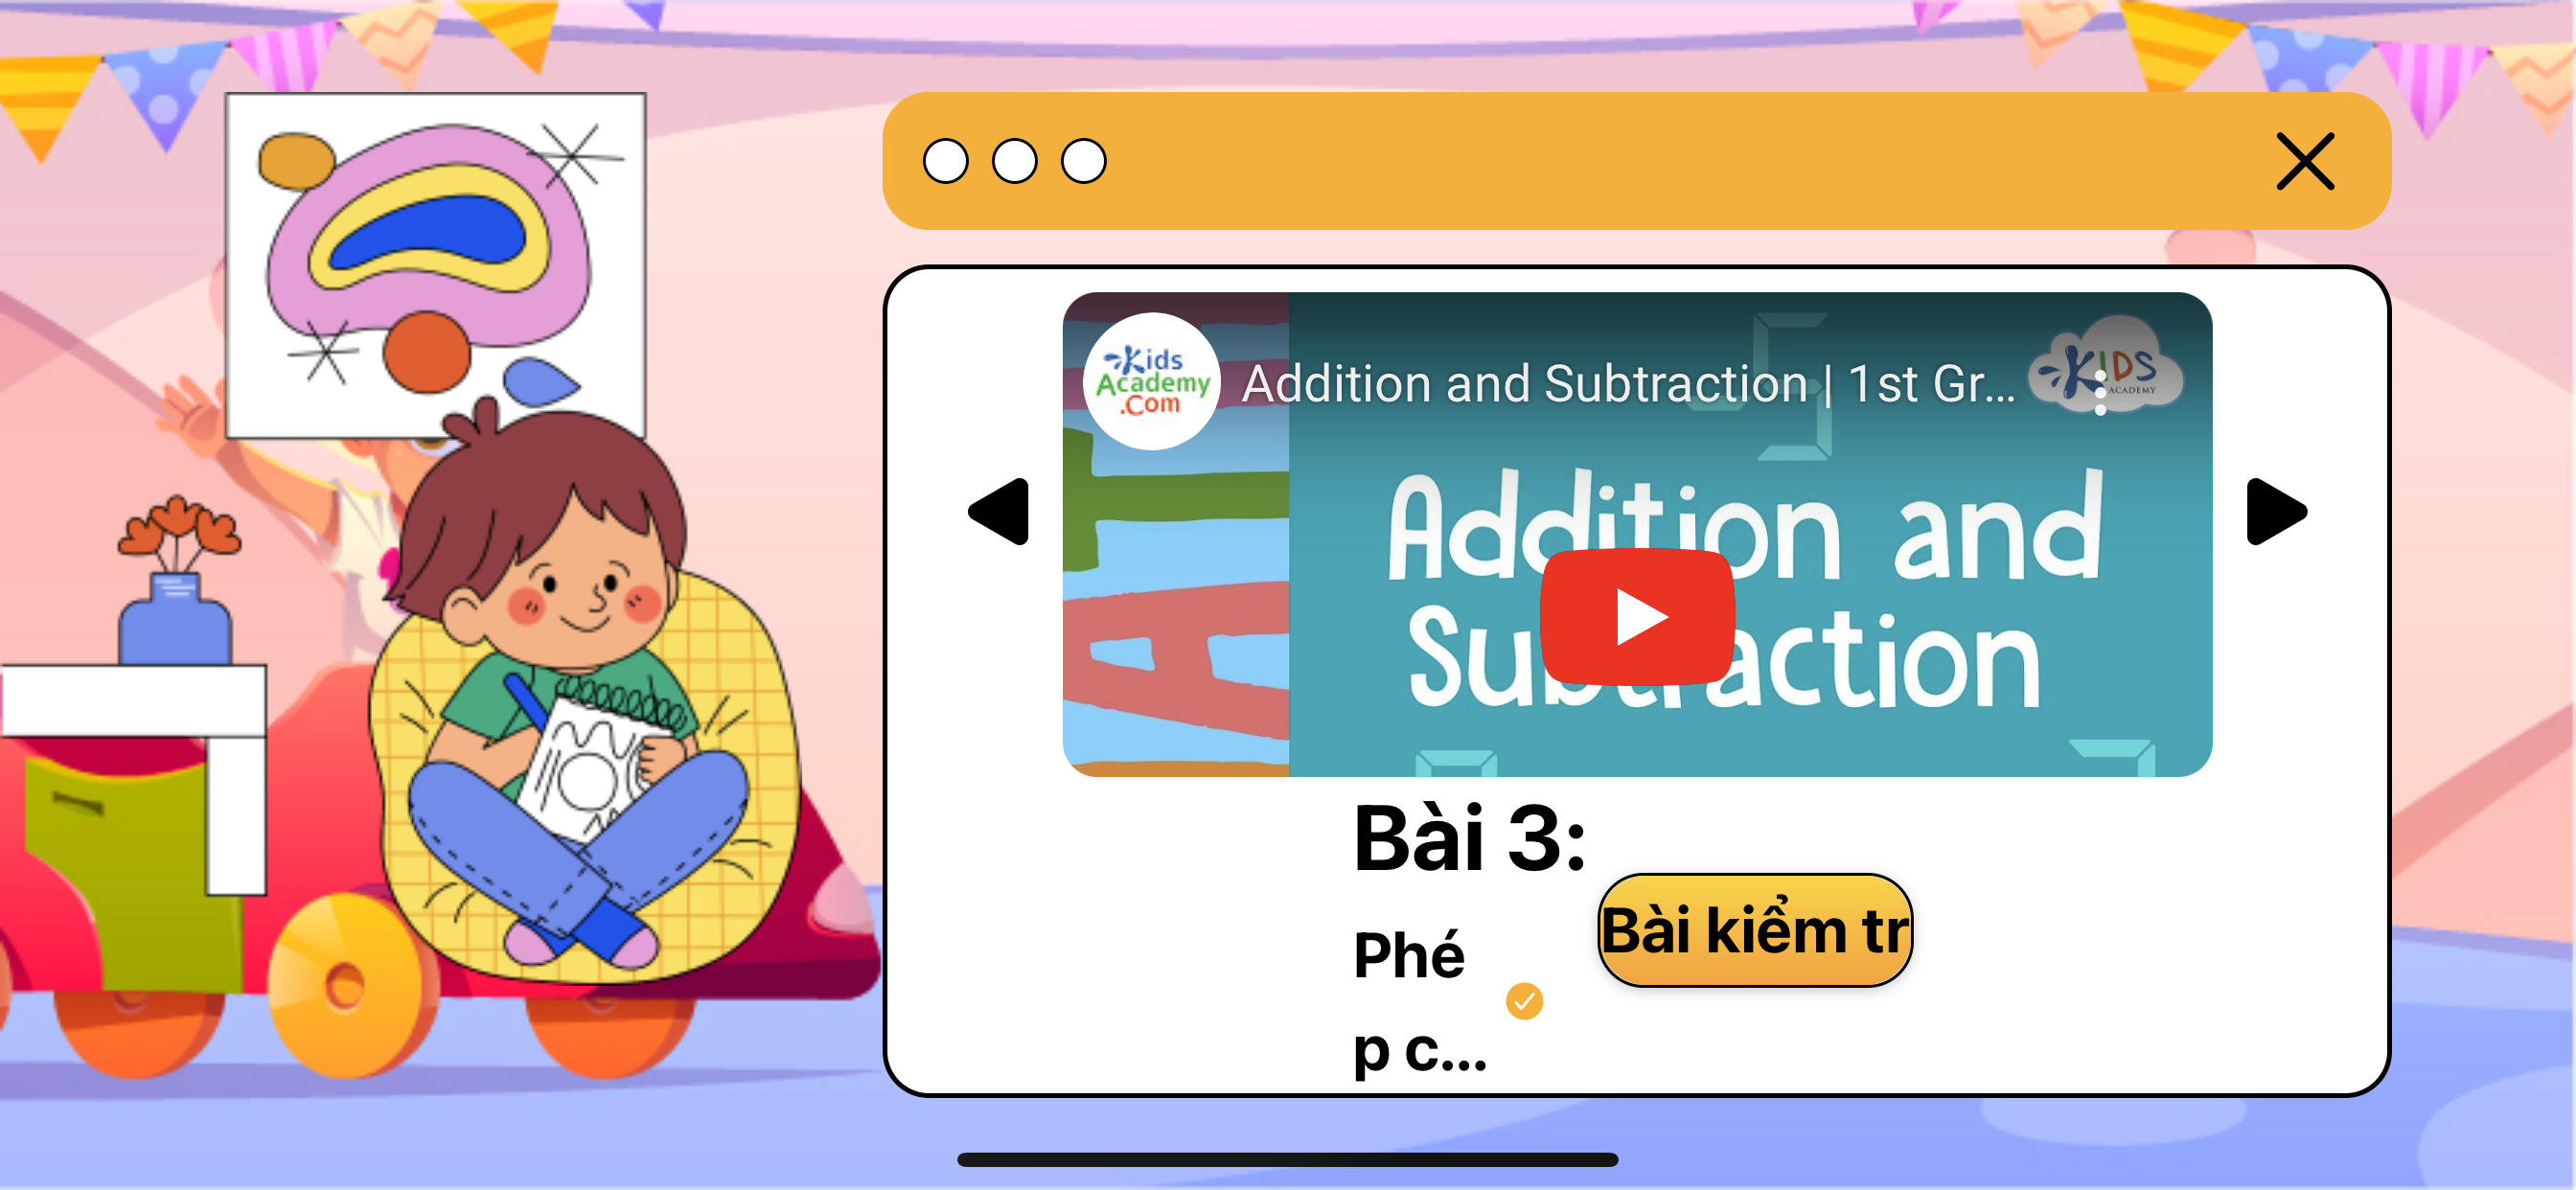 Kids
Academy
.Com
Addition and Subtraction | 1st Gr...
KIDS
ACADEMY
Addition and
Subtraction
Bài 3:
Phé
p c...
Bài kiểm tr